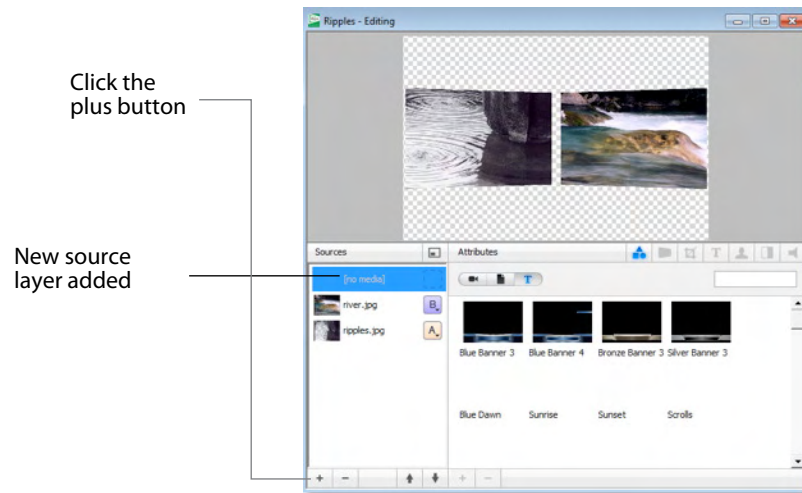 Ripples - Editing
Click the
plus button
New source
layer added
Sources
Attributes
T
[no media]
T
river.jpg
B
ripples.jpg
A
Blue Banner 3 Blue Banner 4 Bronze Banner 3 Silver Banner 3
Blue Dawn Sunrise Sunset Scrolls
+ -
+ -